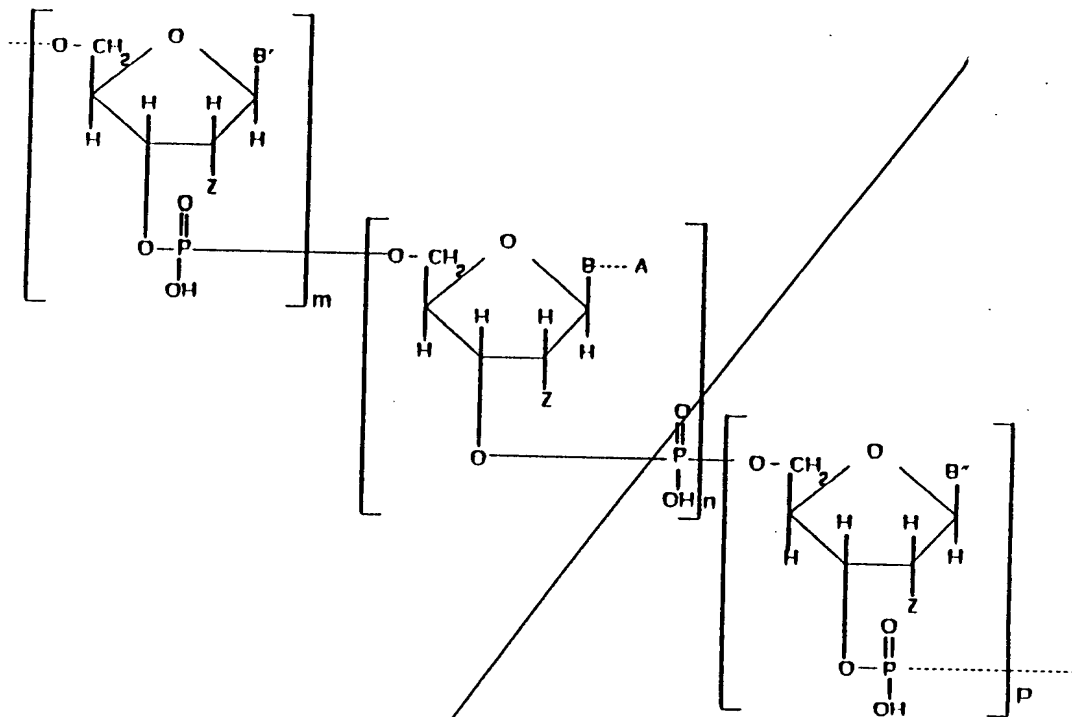 O-CH2 O B'
H H H H
Z
O
O-P
OH
m
O-CH2 O B----A
H H H H
Z
O
O P
OH
n
O-CH2 O B"
H H H H
Z
O
O-P
OH
P